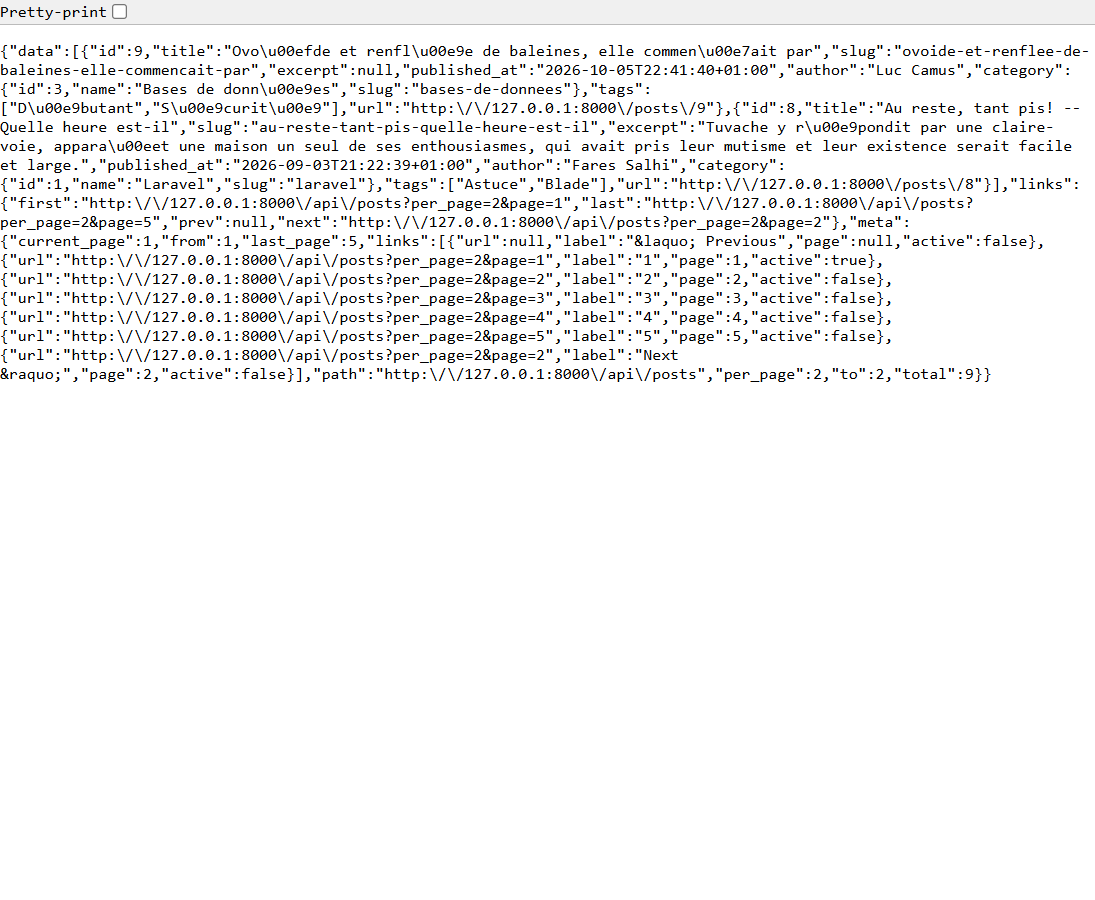 Pretty-print
{"data":[{"id":9,"title":"Ovo\u00efde et renfl\u00e9e de baleines, elle commen\u00e7ait par","slug":"ovoide-et-renflee-de-
baleines-elle-commencait-par","excerpt":null,"published_at":"2026-10-05T22:41:40+01:00","author":"Luc Camus","category":
{"id":3,"name":"Bases de donn\u00e9es","slug":"bases-de-donnees"},"tags":
["D\u00e9butant","S\u00e9curit\u00e9"],"url":"http:\/\/127.0.0.1:8000\/posts\/9"},{"id":8,"title":"Au reste, tant pis! --
Quelle heure est-il","slug":"au-reste-tant-pis-quelle-heure-est-il","excerpt":"Tuvache y r\u00e9pondit par une claire-
voie, appara\u00eet une maison un seul de ses enthousiasmes, qui avait pris leur mutisme et leur existence serait facile
et large.","published_at":"2026-09-03T21:22:39+01:00","author":"Fares Salhi","category":
{"id":1,"name":"Laravel","slug":"laravel"},"tags":["Astuce","Blade"],"url":"http:\/\/127.0.0.1:8000\/posts\/8"}],"links":
{"first":"http:\/\/127.0.0.1:8000\/api\/posts?per_page=2&page=1","last":"http:\/\/127.0.0.1:8000\/api\/posts?
per_page=2&page=5","prev":null,"next":"http:\/\/127.0.0.1:8000\/api\/posts?per_page=2&page=2"},"meta":
{"current_page":1,"from":1,"last_page":5,"links":[{"url":null,"label":"&laquo; Previous","page":null,"active":false},
{"url":"http:\/\/127.0.0.1:8000\/api\/posts?per_page=2&page=1","label":"1","page":1,"active":true},
{"url":"http:\/\/127.0.0.1:8000\/api\/posts?per_page=2&page=2","label":"2","page":2,"active":false},
{"url":"http:\/\/127.0.0.1:8000\/api\/posts?per_page=2&page=3","label":"3","page":3,"active":false},
{"url":"http:\/\/127.0.0.1:8000\/api\/posts?per_page=2&page=4","label":"4","page":4,"active":false},
{"url":"http:\/\/127.0.0.1:8000\/api\/posts?per_page=2&page=5","label":"5","page":5,"active":false},
{"url":"http:\/\/127.0.0.1:8000\/api\/posts?per_page=2&page=2","label":"Next
&raquo;","page":2,"active":false}],"path":"http:\/\/127.0.0.1:8000\/api\/posts","per_page":2,"to":2,"total":9}}